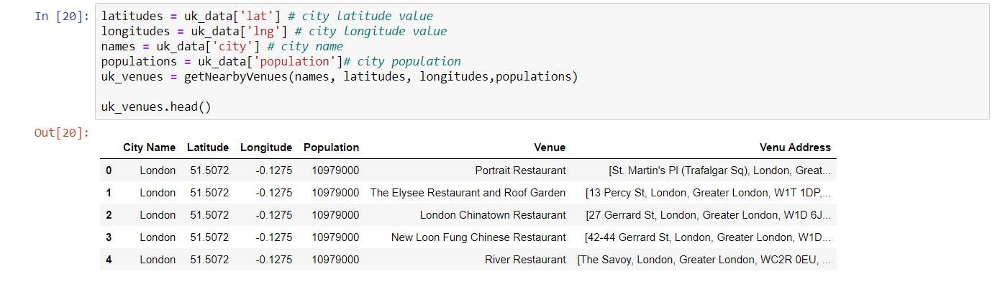 In [20]: latitudes = uk_data['lat'] # city latitude value
longitudes = uk_data['lng'] # city longitude value
names = uk_data['city'] # city name
populations = uk_data['population']# city population
uk_venues = getNearbyVenues(names, latitudes, longitudes,populations)
uk_venues.head()
Out[20]:
City Name Latitude Longitude Population Venue Venu Address
0 London 51.5072 -0.1275 10979000 Portrait Restaurant [St. Martin's Pl (Trafalgar Sq), London, Great...
1 London 51.5072 -0.1275 10979000 The Elysee Restaurant and Roof Garden [13 Percy St, London, Greater London, W1T 1DP,...
2 London 51.5072 -0.1275 10979000 London Chinatown Restaurant [27 Gerrard St, London, Greater London, W1D 6J...
3 London 51.5072 -0.1275 10979000 New Loon Fung Chinese Restaurant [42-44 Gerrard St, London, Greater London, W1D...
4 London 51.5072 -0.1275 10979000 River Restaurant [The Savoy, London, Greater London, WC2R 0EU, ...